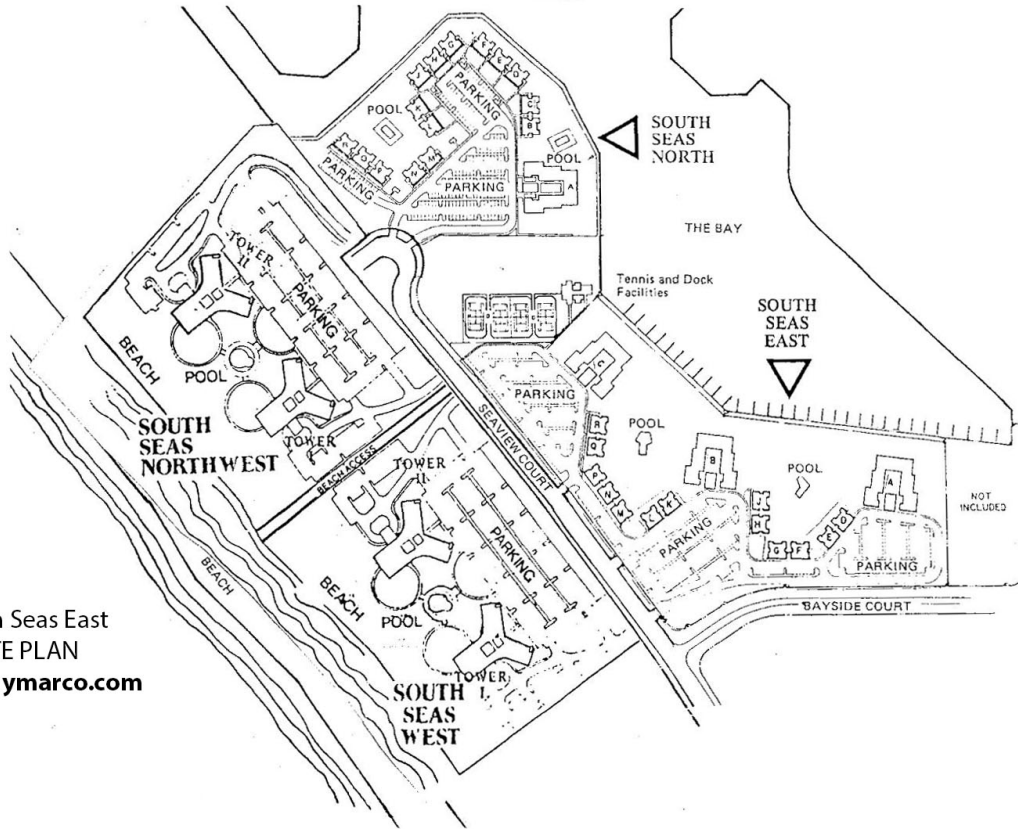 G
H
F
J
E
D
PARKING
POOL
K
C
L
B
SOUTH
SEAS
NORTH
POOL
M
N
PARKING
PARKING
A
THE BAY
TOWER
II
PARKING
Tennis and Dock
Facilities
SOUTH
SEAS
EAST
BEACH
POOL
C
PARKING
SEAVIEW COURT
SOUTH
SEAS
NORTHWEST
TOWER
I
BEACH ACCESS
R
Q
POOL
TOWER
II
B
POOL
A
NOT
INCLUDED
P
N
M
L
K
PARKING
J
H
G
F
E
D
PARKING
PARKING
BEACH
BEACH
POOL
BAYSIDE COURT
Seas East
PLAN
ymarco.com
TOWER
I
SOUTH
SEAS
WEST